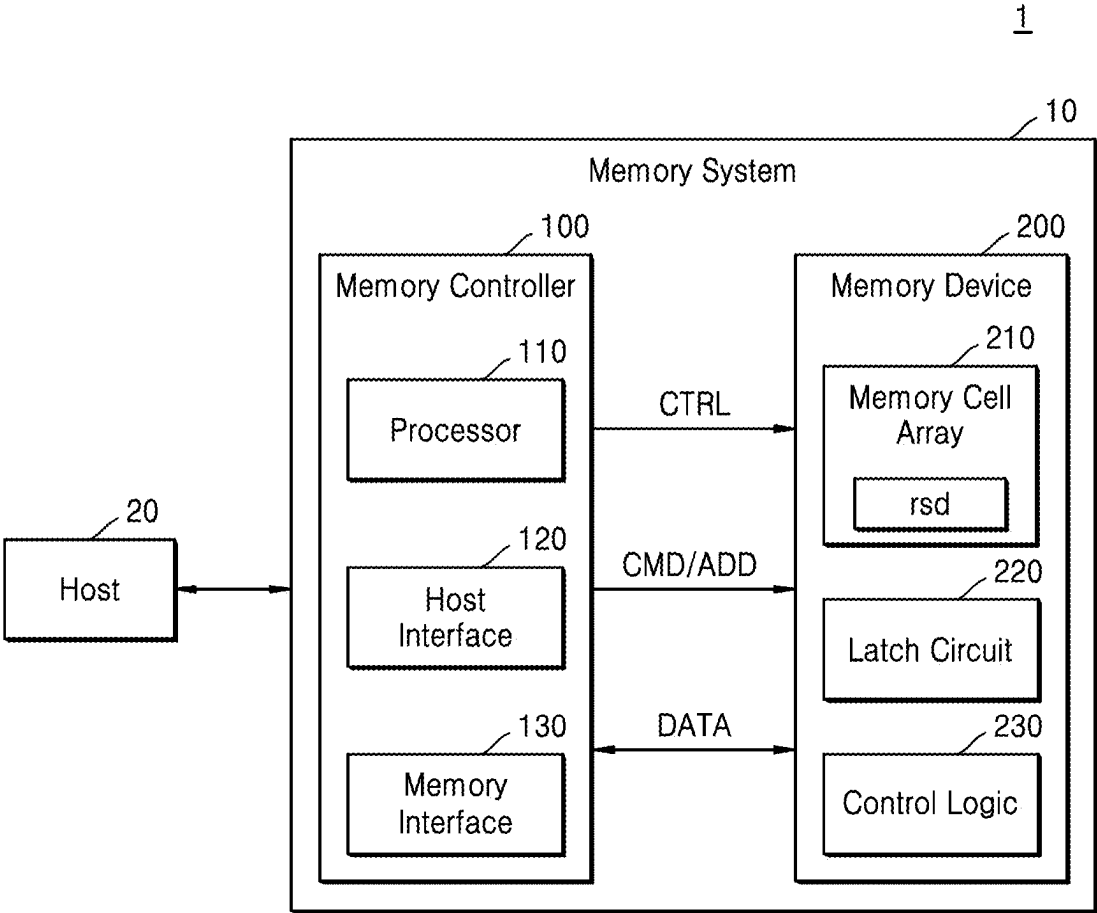 1
10
Memory System
100
Memory Controller
110
Processor
120
Host
Interface
130
Memory
Interface
20
Host
CTRL
CMD/ADD
DATA
200
Memory Device
210
Memory Cell
Array
rsd
220
Latch Circuit
230
Control Logic